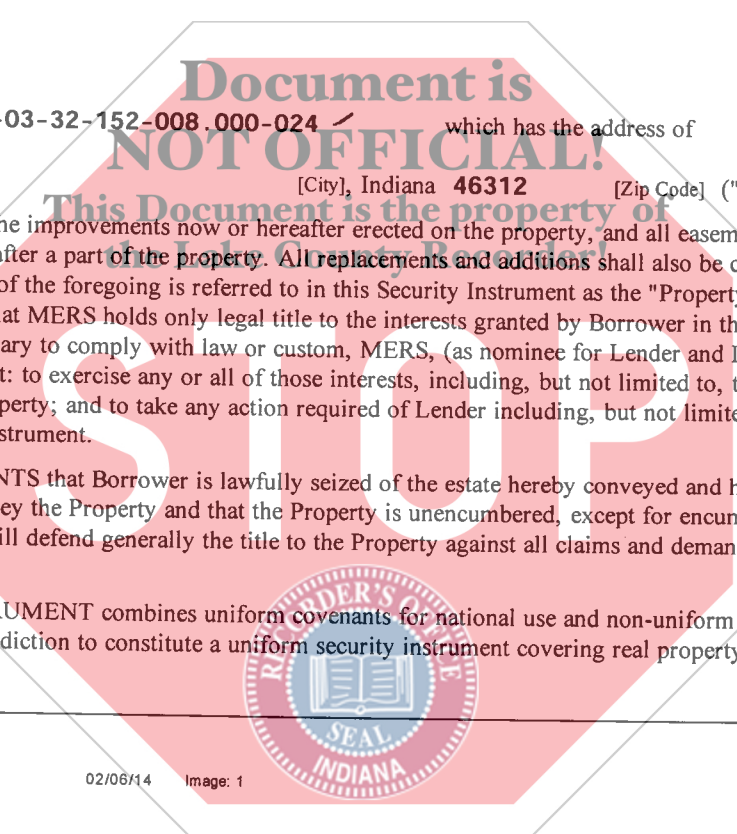 Document is
-03-32-152-008.000-024
which has the address of
NOT OFFICIAL!
[City], Indiana 46312 [Zip Code] ("
This Document is the property of
ne improvements now or hereafter erected on the property, and all easem
the Lake County Recorder!
after a part of the property. All replacements and additions shall also be c
of the foregoing is referred to in this Security Instrument as the "Property
at MERS holds only legal title to the interests granted by Borrower in th
ary to comply with law or custom, MERS, (as nominee for Lender and L
t: to exercise any or all of those interests, including, but not limited to, t
perty; and to take any action required of Lender including, but not limite
strument.
STOP
NTS that Borrower is lawfully seized of the estate hereby conveyed and h
ey the Property and that the Property is unencumbered, except for encum
ill defend generally the title to the Property against all claims and deman
RUMENT combines uniform covenants for national use and non-uniform
diction to constitute a uniform security instrument covering real property
RECORDER'S OFFICE
SEAL
INDIANA
02/06/14 Image: 1